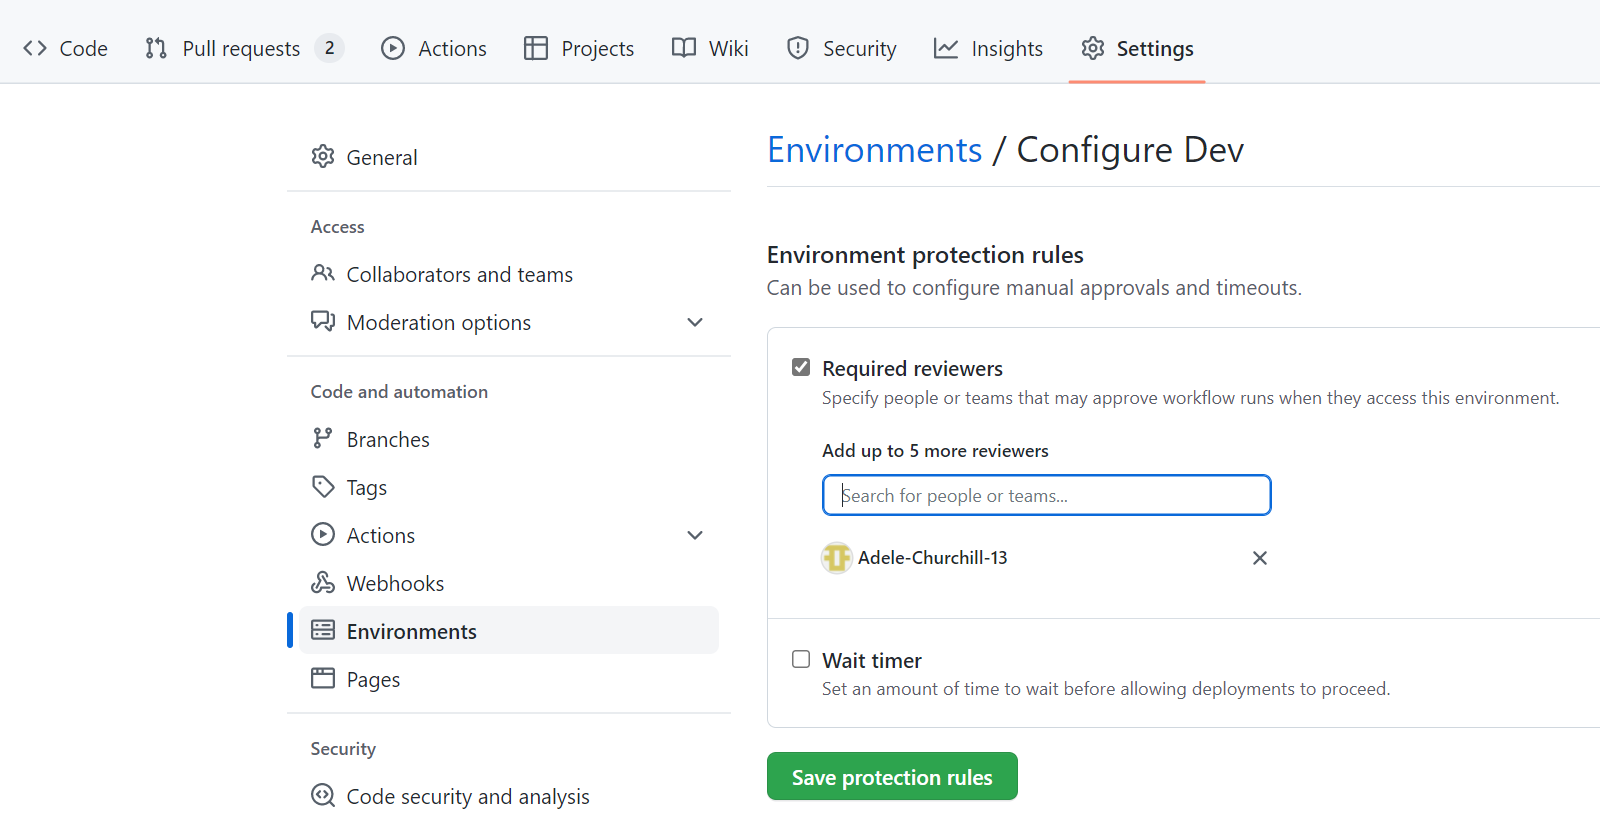 Code Pull requests 2 Actions Projects Wiki Security Insights Settings
General
Access
Collaborators and teams
Moderation options
Code and automation
Branches
Tags
Actions
Webhooks
Environments
Pages
Security
Code security and analysis
Environments / Configure Dev
Environment protection rules
Can be used to configure manual approvals and timeouts.
Required reviewers
Specify people or teams that may approve workflow runs when they access this environment.
Add up to 5 more reviewers
Search for people or teams...
Adele-Churchill-13
Wait timer
Set an amount of time to wait before allowing deployments to proceed.
Save protection rules